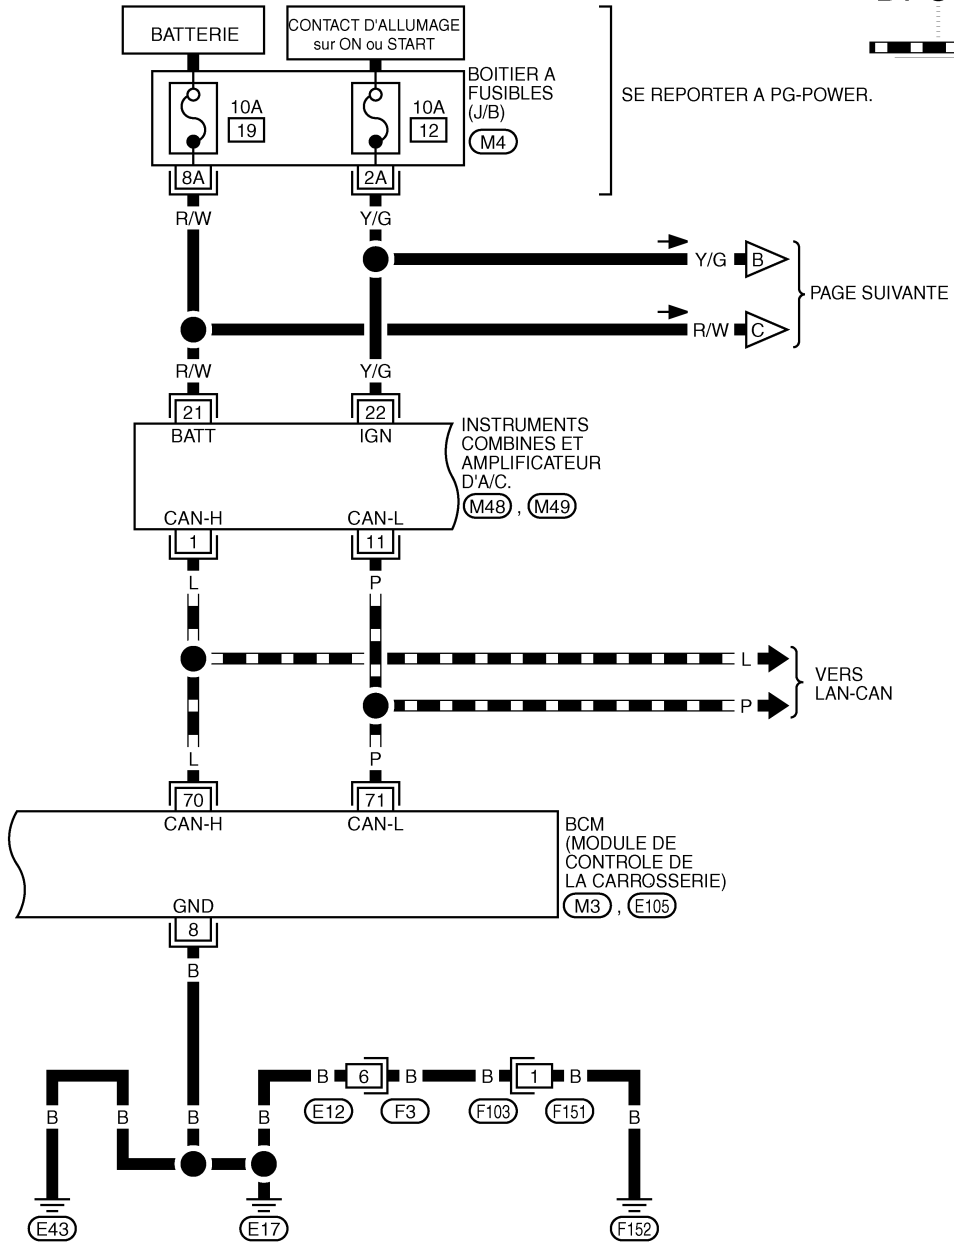 BATTERIE
CONTACT D'ALLUMAGE
sur ON ou START
BOITIER A
FUSIBLES
(J/B)
M4
10A
19
10A
12
SE REPORTER A PG-POWER.
8A
2A
R/W
Y/G
Y/G
B
PAGE SUIVANTE
R/W
C
R/W
Y/G
21
22
BATT
IGN
INSTRUMENTS
COMBINES ET
AMPLIFICATEUR
D'A/C.
M48 , M49
CAN-H
CAN-L
1
11
L
P
L
VERS
LAN-CAN
P
L
P
70
71
CAN-H
CAN-L
BCM
(MODULE DE
CONTROLE DE
LA CARROSSERIE)
M3 , E105
GND
8
B
B
6
B
B
1
B
E12
F3
F103
F151
B
B
B
B
B
E43
E17
F152